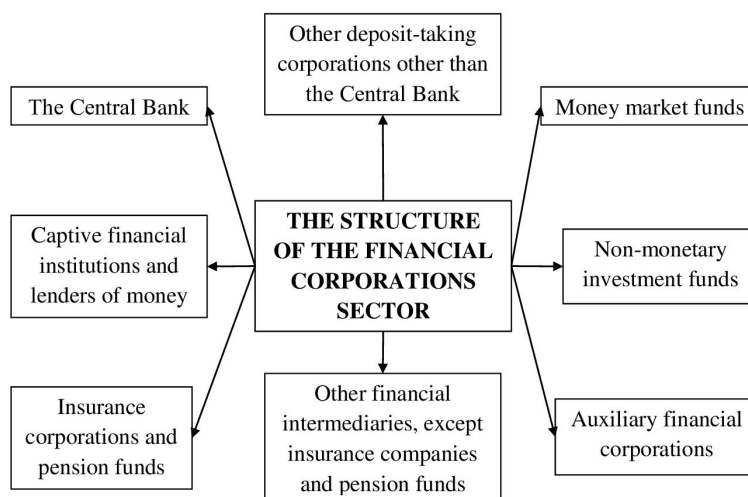 Other deposit-taking
corporations other than
the Central Bank
The Central Bank
Money market funds
THE STRUCTURE
OF THE FINANCIAL
CORPORATIONS
SECTOR
Captive financial
institutions and
lenders of money
Non-monetary
investment funds
Insurance
corporations and
pension funds
Other financial
intermediaries, except
insurance companies
and pension funds
Auxiliary financial
corporations